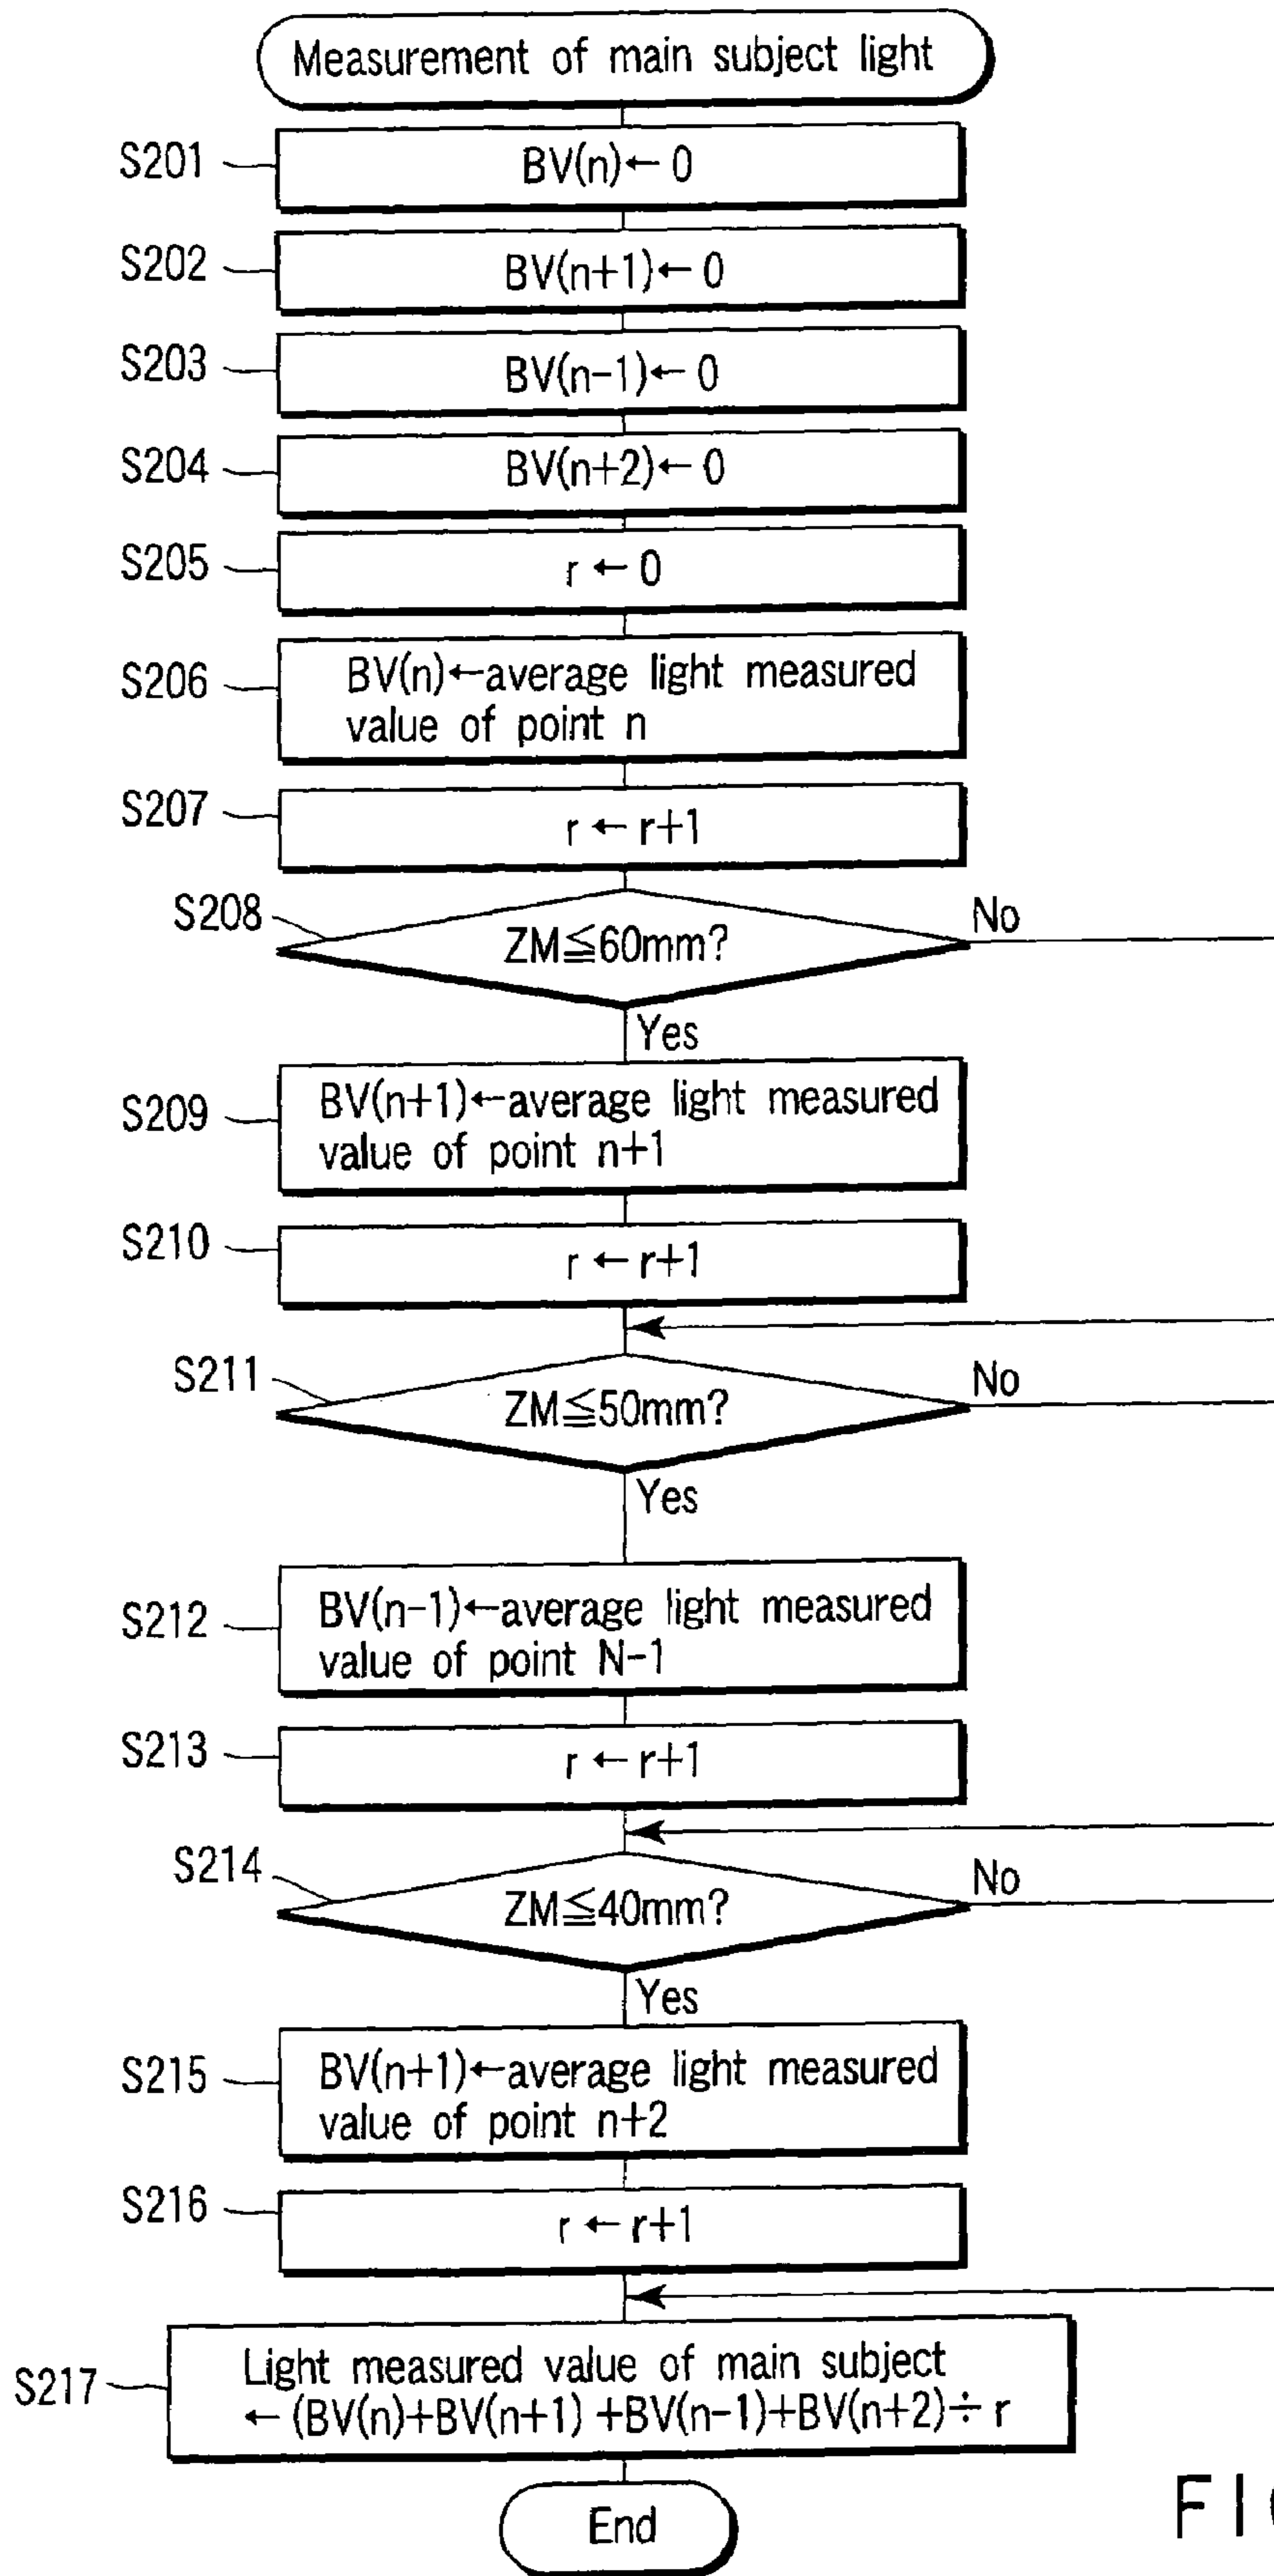 Measurement of main subject light
S201
BV(n)←0
S202
BV(n+1)←0
S203
BV(n-1)←0
S204
BV(n+2)←0
S205
r ← 0
S206
BV(n)←average light measured
value of point n
S207
r ← r+1
S208
ZM≦60mm?
No
Yes
S209
BV(n+1)←average light measured
value of point n+1
S210
r ← r+1
S211
ZM≦50mm?
No
Yes
S212
BV(n-1)←average light measured
value of point N-1
S213
r ← r+1
S214
ZM≦40mm?
No
Yes
S215
BV(n+1)←average light measured
value of point n+2
S216
r ← r+1
S217
Light measured value of main subject
← (BV(n)+BV(n+1) +BV(n-1)+BV(n+2)÷ r
End